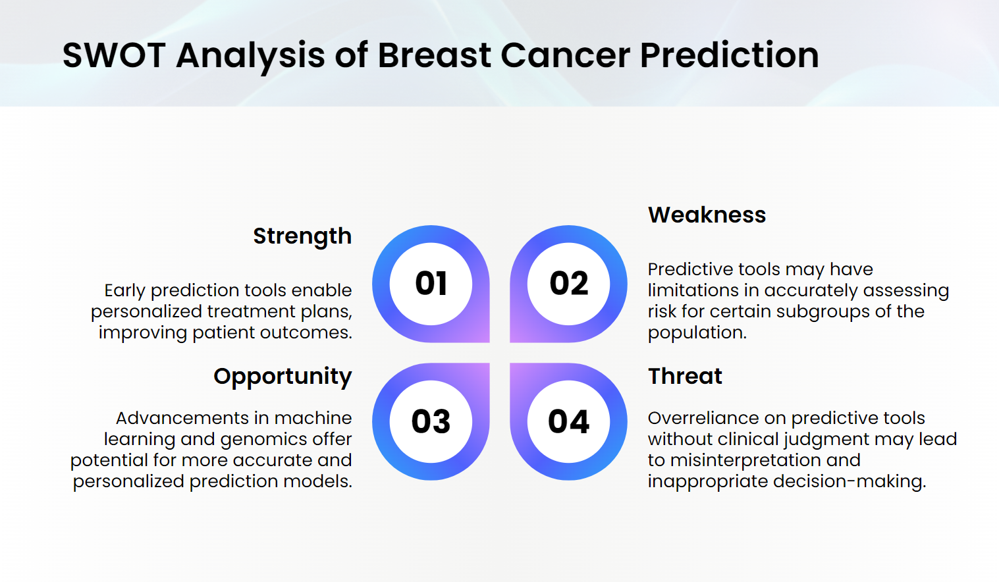 SWOT Analysis of Breast Cancer Prediction
Strength
Early prediction tools enable
personalized treatment plans,
improving patient outcomes.
01
02
Weakness
Predictive tools may have
limitations in accurately assessing
risk for certain subgroups of the
population.
Opportunity
Advancements in machine
learning and genomics offer
potential for more accurate and
personalized prediction models.
03
04
Threat
Overreliance on predictive tools
without clinical judgment may lead
to misinterpretation and
inappropriate decision-making.